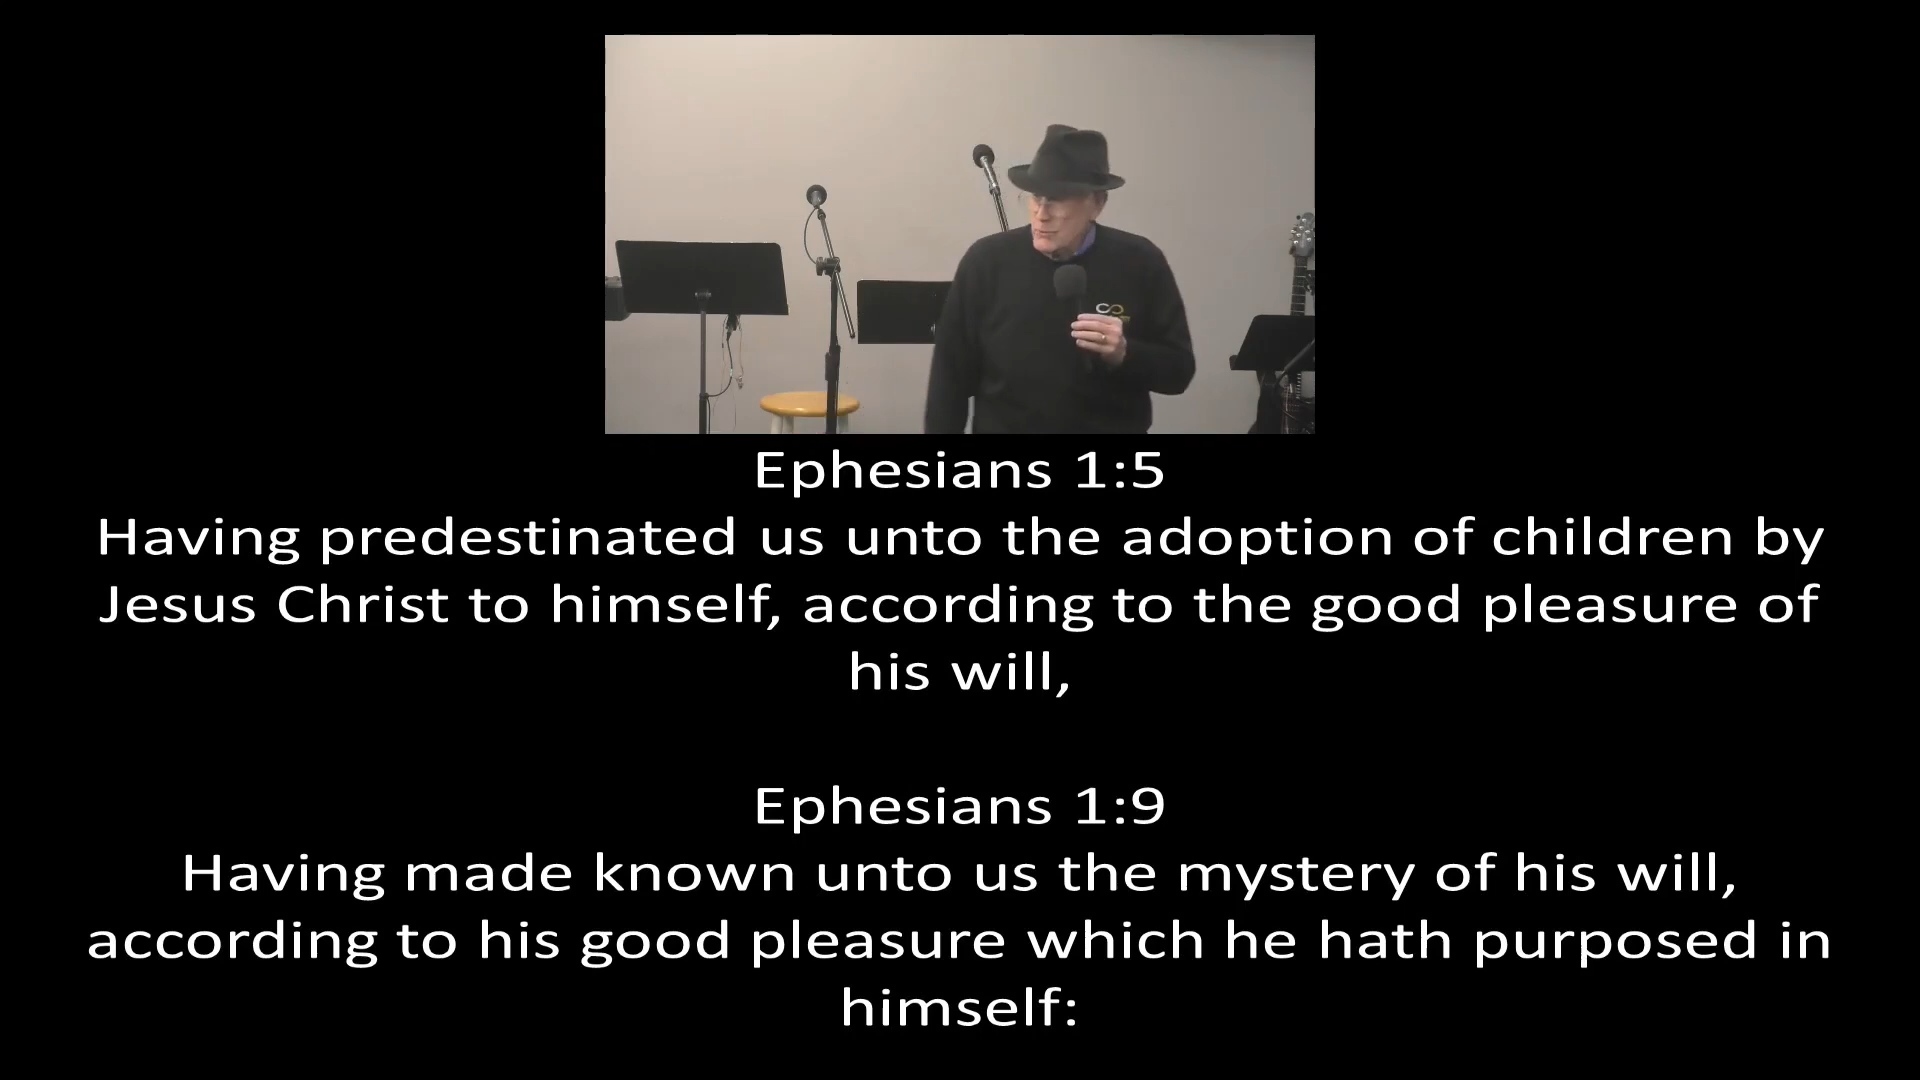 Ephesians 1:5
Having predestinated us unto the adoption of children by
Jesus Christ to himself, according to the good pleasure of
his will,
Ephesians 1:9
Having made known unto us the mystery of his will,
according to his good pleasure which he hath purposed in
himself: